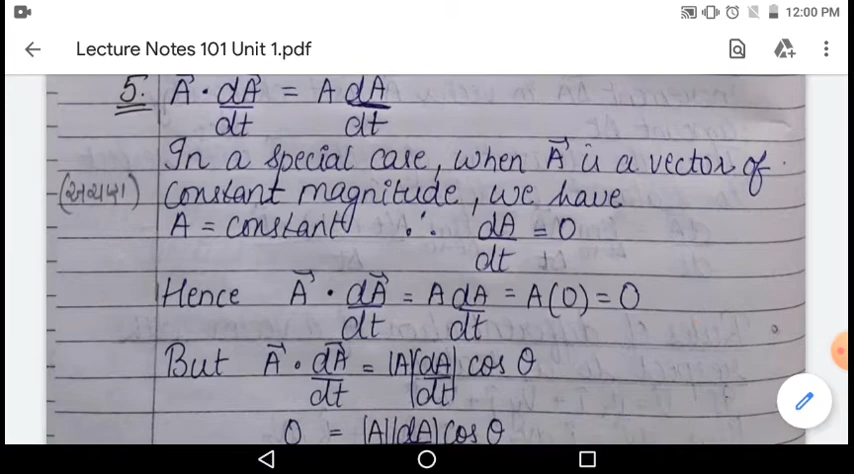 12:00 PM
Lecture Notes 101 Unit 1.pdf
5. A⃗ · dA⃗/dt = A dA/dt
In a special case, when A⃗ is a vector of
(અચળ) constant magnitude, we have
A = constant ∴ dA/dt = 0
Hence A⃗ · dA⃗/dt = A dA/dt = A(0) = 0
But A⃗ · dA⃗/dt = |A||dA/dt| cos θ
0 = |A||dA| cos θ